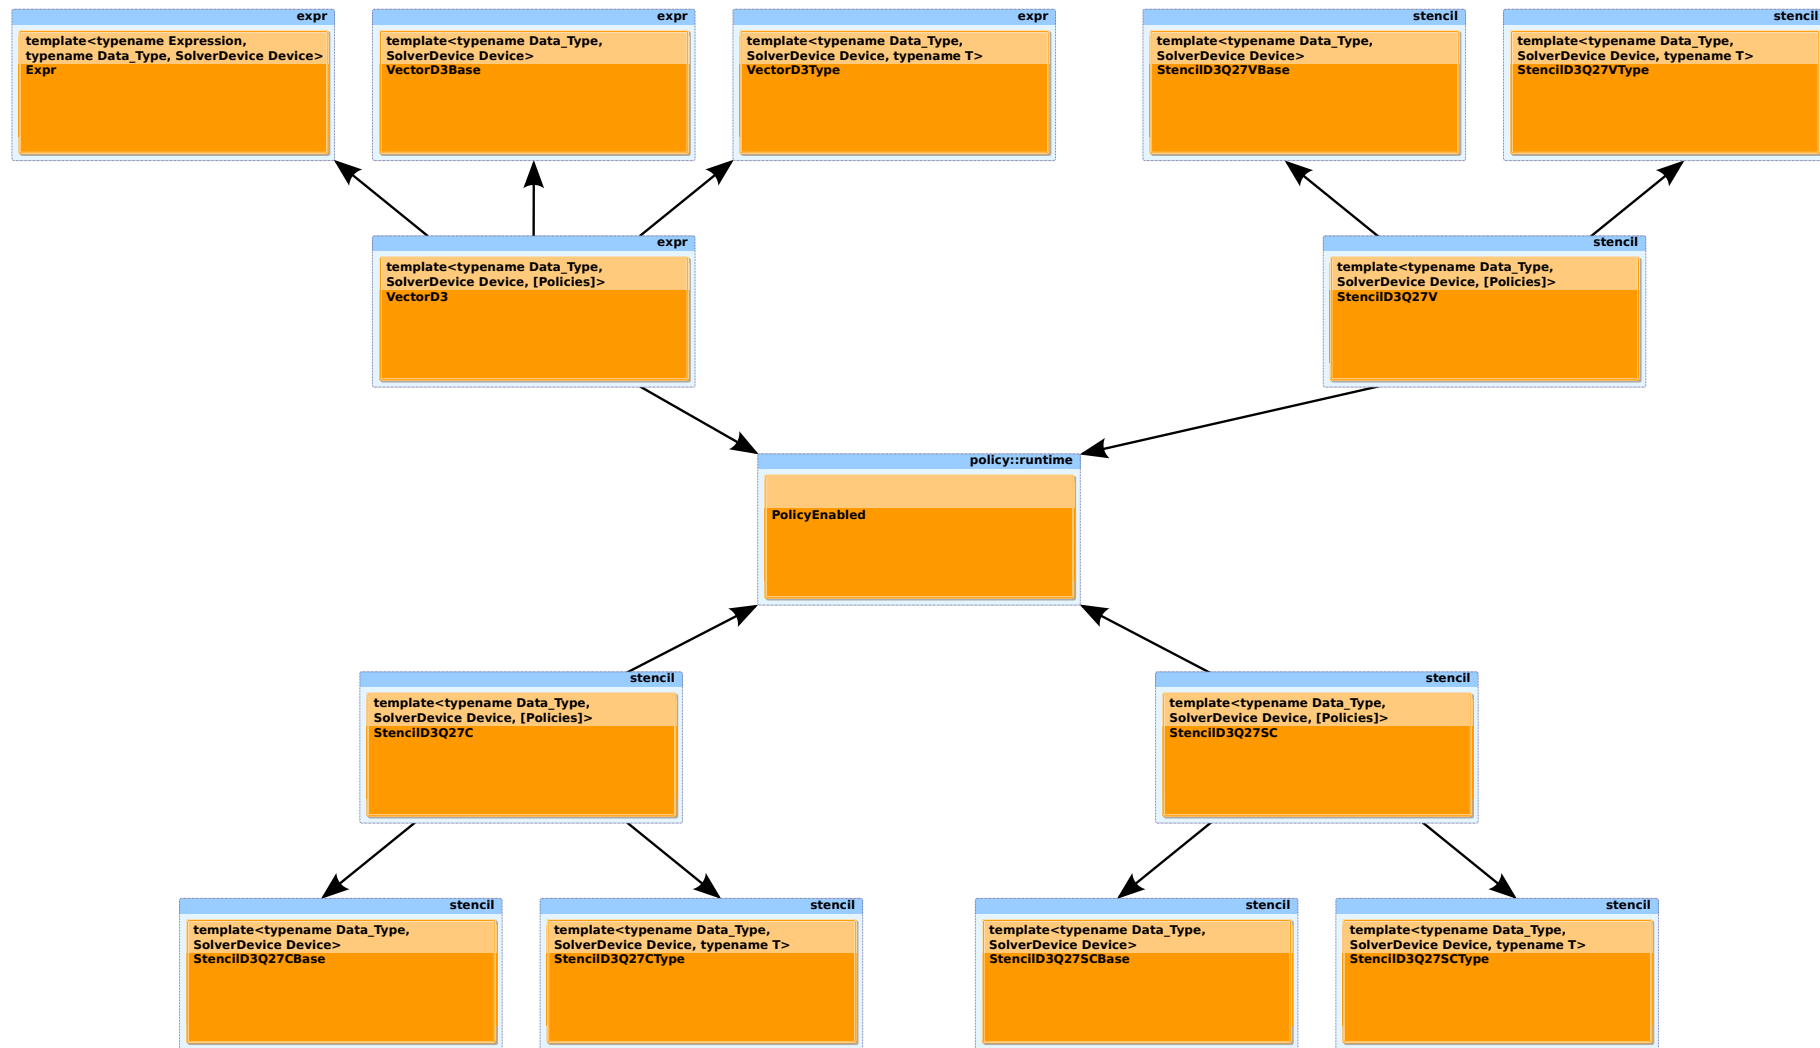 expr
template<typename Expression,
typename Data_Type, SolverDevice Device>
Expr
expr
template<typename Data_Type,
SolverDevice Device>
VectorD3Base
expr
template<typename Data_Type,
SolverDevice Device, typename T>
VectorD3Type
stencil
template<typename Data_Type,
SolverDevice Device>
StencilD3Q27VBase
stencil
template<typename Data_Type,
SolverDevice Device, typename T>
StencilD3Q27VType
expr
template<typename Data_Type,
SolverDevice Device, [Policies]>
VectorD3
stencil
template<typename Data_Type,
SolverDevice Device, [Policies]>
StencilD3Q27V
policy::runtime
PolicyEnabled
stencil
template<typename Data_Type,
SolverDevice Device, [Policies]>
StencilD3Q27C
stencil
template<typename Data_Type,
SolverDevice Device, [Policies]>
StencilD3Q27SC
stencil
template<typename Data_Type,
SolverDevice Device>
StencilD3Q27CBase
stencil
template<typename Data_Type,
SolverDevice Device, typename T>
StencilD3Q27CType
stencil
template<typename Data_Type,
SolverDevice Device>
StencilD3Q27SCBase
stencil
template<typename Data_Type,
SolverDevice Device, typename T>
StencilD3Q27SCType